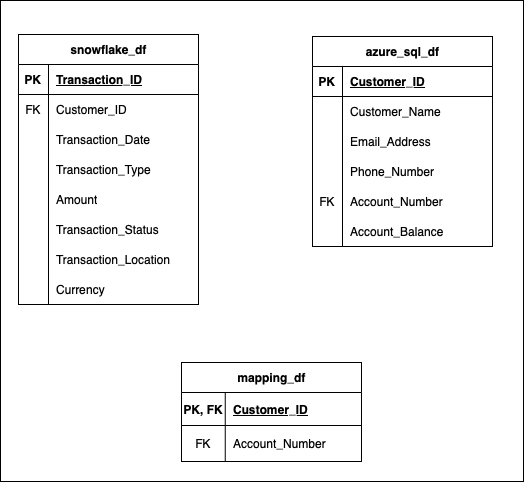 snowflake_df
PK Transaction_ID
FK Customer_ID
Transaction_Date
Transaction_Type
Amount
Transaction_Status
Transaction_Location
Currency
azure_sql_df
PK Customer_ID
Customer_Name
Email_Address
Phone_Number
FK Account_Number
Account_Balance
mapping_df
PK, FK Customer_ID
FK Account_Number